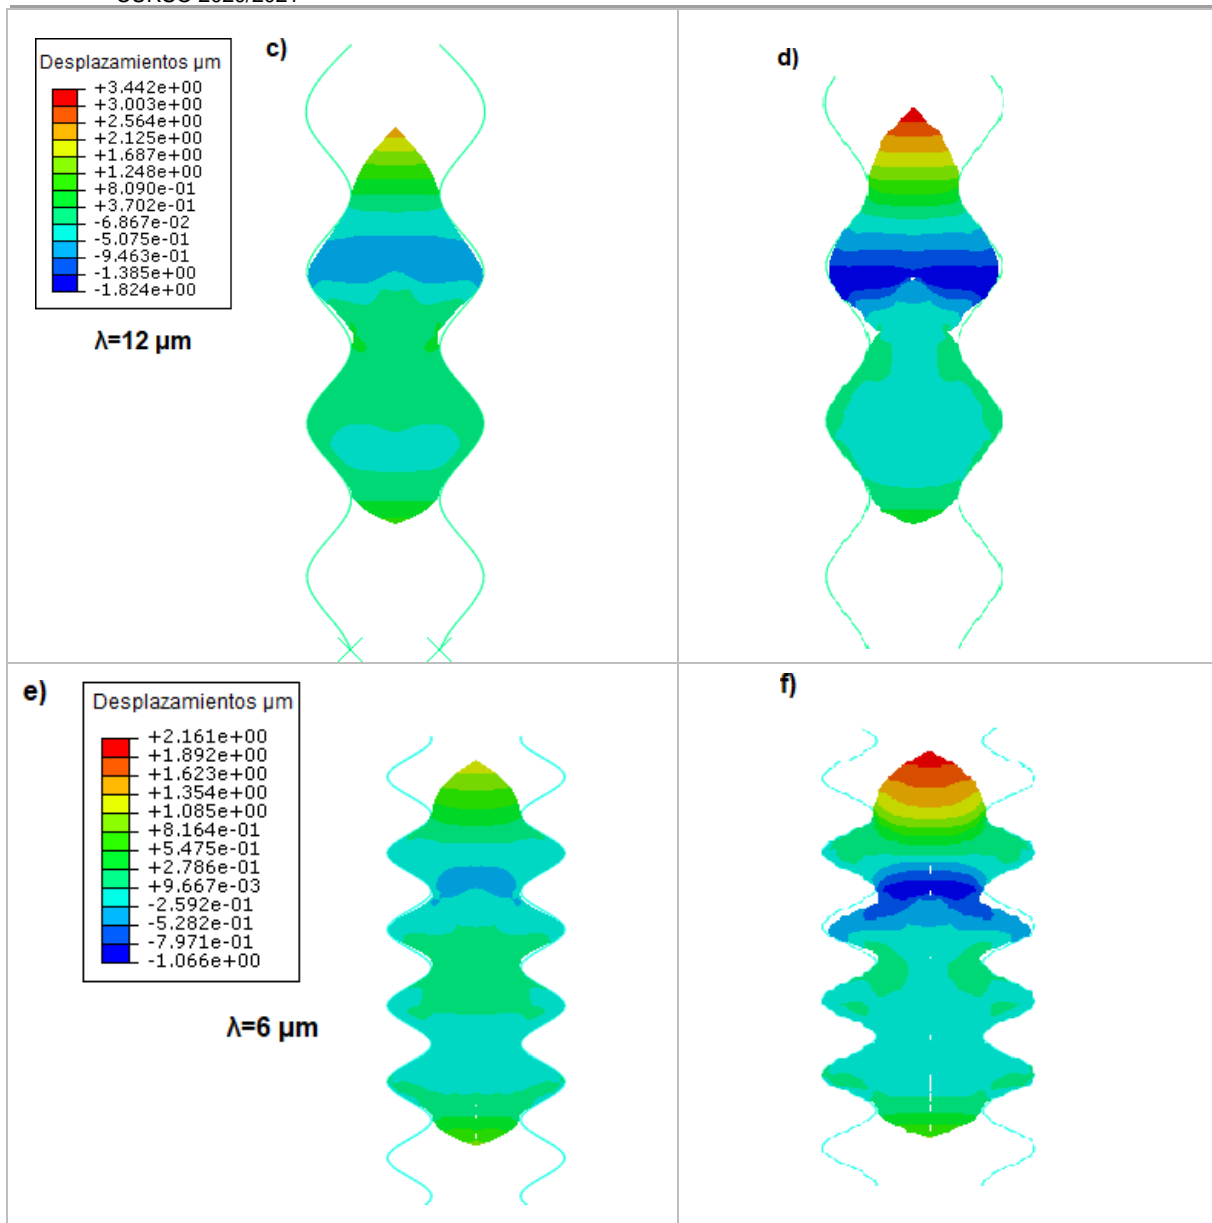 CURSO 2020/2021
c)
d)
Desplazamientos µm
+3.442e+00
+3.003e+00
+2.564e+00
+2.125e+00
+1.687e+00
+1.248e+00
+8.090e-01
+3.702e-01
-6.867e-02
-5.075e-01
-9.463e-01
-1.385e+00
-1.824e+00
λ=12 µm
e)
f)
Desplazamientos µm
+2.161e+00
+1.892e+00
+1.623e+00
+1.354e+00
+1.085e+00
+8.164e-01
+5.475e-01
+2.786e-01
+9.667e-03
-2.592e-01
-5.282e-01
-7.971e-01
-1.066e+00
λ=6 µm